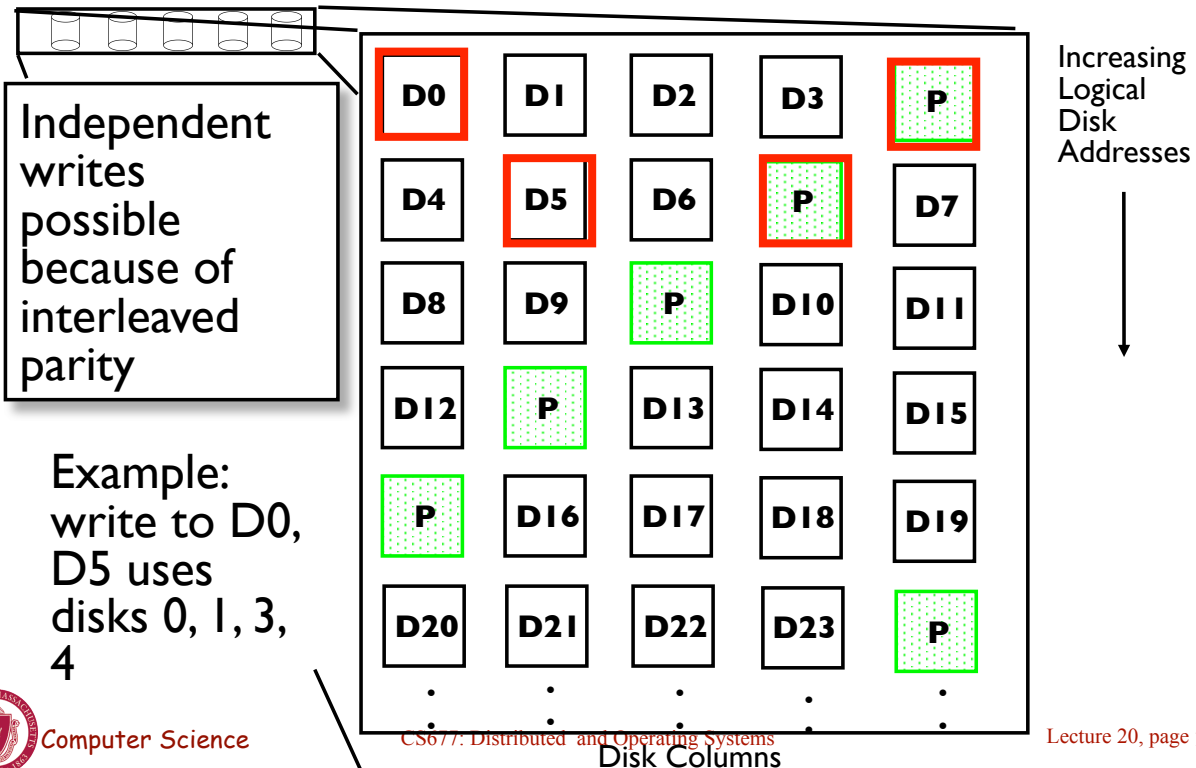 Independent
writes
possible
because of
interleaved
parity
Example:
write to D0,
D5 uses
disks 0, 1, 3,
4
D0 D1 D2 D3 P
D4 D5 D6 P D7
D8 D9 P D10 D11
D12 P D13 D14 D15
P D16 D17 D18 D19
D20 D21 D22 D23 P
Increasing
Logical
Disk
Addresses
Computer Science
CS677: Distributed and Operating Systems
Disk Columns
Lecture 20, page